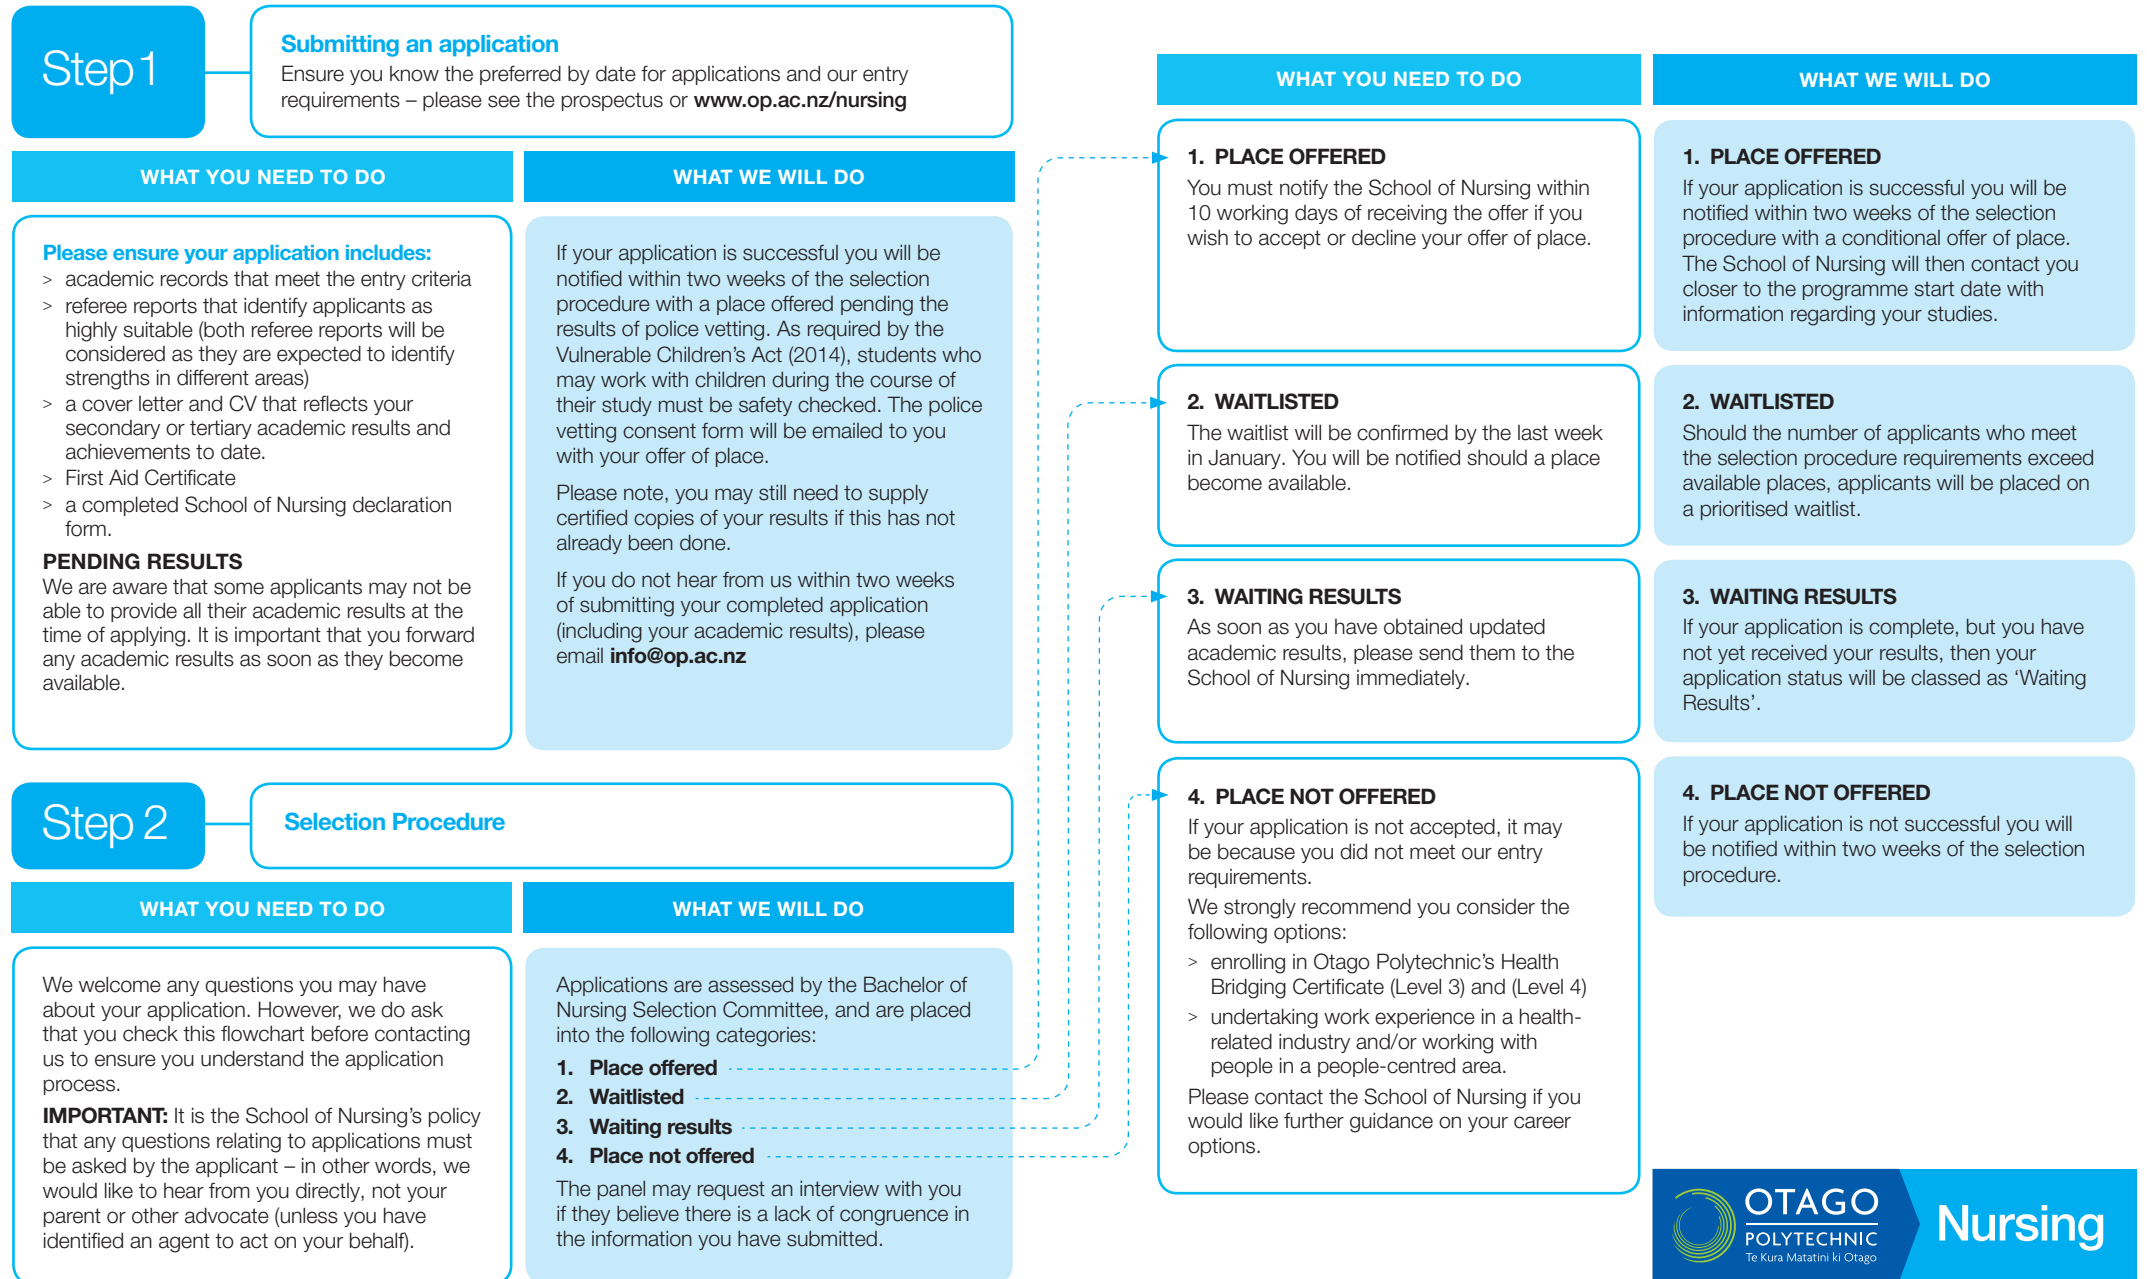 Step 1
Submitting an application
Ensure you know the preferred by date for applications and our entry
requirements – please see the prospectus or www.op.ac.nz/nursing
WHAT YOU NEED TO DO
Please ensure your application includes:
> academic records that meet the entry criteria
> referee reports that identify applicants as
highly suitable (both referee reports will be
considered as they are expected to identify
strengths in different areas)
> a cover letter and CV that reflects your
secondary or tertiary academic results and
achievements to date.
> First Aid Certificate
> a completed School of Nursing declaration
form.
PENDING RESULTS
We are aware that some applicants may not be
able to provide all their academic results at the
time of applying. It is important that you forward
any academic results as soon as they become
available.
WHAT WE WILL DO
If your application is successful you will be
notified within two weeks of the selection
procedure with a place offered pending the
results of police vetting. As required by the
Vulnerable Children's Act (2014), students who
may work with children during the course of
their study must be safety checked. The police
vetting consent form will be emailed to you
with your offer of place.
Please note, you may still need to supply
certified copies of your results if this has not
already been done.
If you do not hear from us within two weeks
of submitting your completed application
(including your academic results), please
email info@op.ac.nz
Step 2
Selection Procedure
WHAT YOU NEED TO DO
We welcome any questions you may have
about your application. However, we do ask
that you check this flowchart before contacting
us to ensure you understand the application
process.
IMPORTANT: It is the School of Nursing's policy
that any questions relating to applications must
be asked by the applicant – in other words, we
would like to hear from you directly, not your
parent or other advocate (unless you have
identified an agent to act on your behalf).
WHAT WE WILL DO
Applications are assessed by the Bachelor of
Nursing Selection Committee, and are placed
into the following categories:
1. Place offered
2. Waitlisted
3. Waiting results
4. Place not offered
The panel may request an interview with you
if they believe there is a lack of congruence in
the information you have submitted.
WHAT YOU NEED TO DO
1. PLACE OFFERED
You must notify the School of Nursing within
10 working days of receiving the offer if you
wish to accept or decline your offer of place.
2. WAITLISTED
The waitlist will be confirmed by the last week
in January. You will be notified should a place
become available.
3. WAITING RESULTS
As soon as you have obtained updated
academic results, please send them to the
School of Nursing immediately.
4. PLACE NOT OFFERED
If your application is not accepted, it may
be because you did not meet our entry
requirements.
We strongly recommend you consider the
following options:
> enrolling in Otago Polytechnic's Health
Bridging Certificate (Level 3) and (Level 4)
> undertaking work experience in a health-
related industry and/or working with
people in a people-centred area.
Please contact the School of Nursing if you
would like further guidance on your career
options.
WHAT WE WILL DO
1. PLACE OFFERED
If your application is successful you will be
notified within two weeks of the selection
procedure with a conditional offer of place.
The School of Nursing will then contact you
closer to the programme start date with
information regarding your studies.
2. WAITLISTED
Should the number of applicants who meet
the selection procedure requirements exceed
available places, applicants will be placed on
a prioritised waitlist.
3. WAITING RESULTS
If your application is complete, but you have
not yet received your results, then your
application status will be classed as ‘Waiting
Results’.
4. PLACE NOT OFFERED
If your application is not successful you will
be notified within two weeks of the selection
procedure.
OTAGO
POLYTECHNIC
Te Kura Matatini ki Otago
Nursing